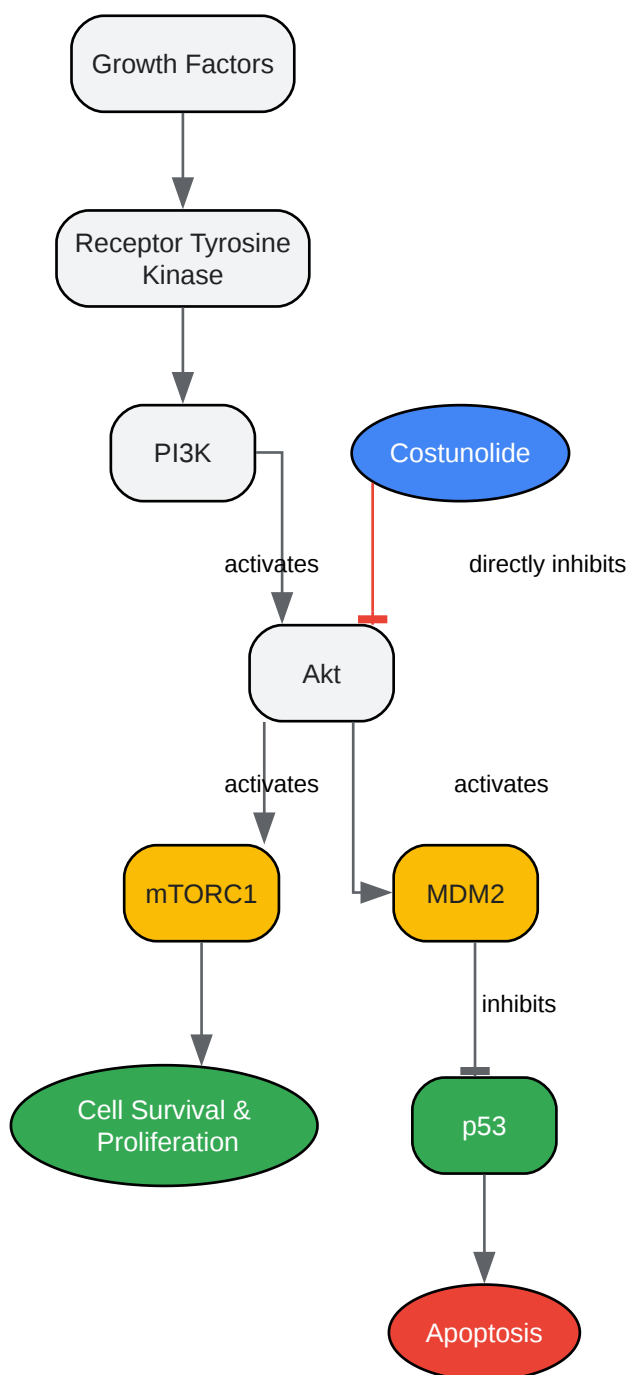 Growth Factors
Receptor Tyrosine
Kinase
PI3K
Costunolide
activates
directly inhibits
Akt
activates
activates
mTORC1
MDM2
inhibits
Cell Survival &
Proliferation
p53
Apoptosis